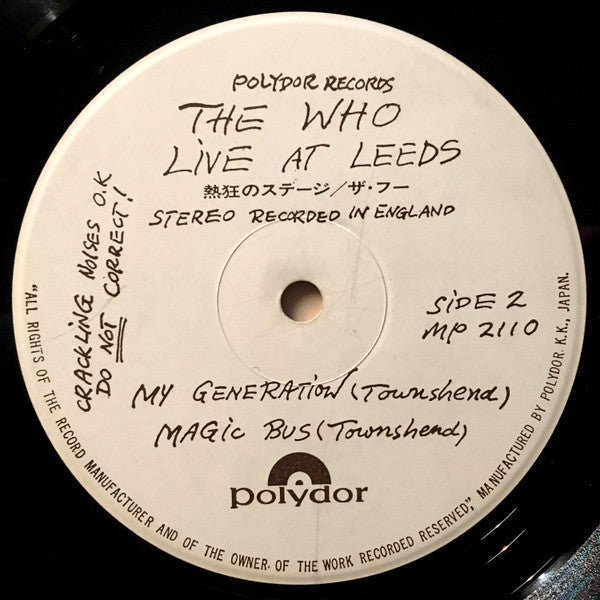 POLYDOR RECORDS
THE WHO
LIVE AT LEEDS
熱狂のステージ/ザ・フー
STEREO RECORDED IN ENGLAND
CRACKLING NOISES O.K
DO NOT CORRECT!
SIDE 2
MP 2110
MY GENERATION (Townshend)
MAGIC BUS (Townshend)
polydor
"ALL RIGHTS OF THE RECORD MANUFACTURER AND OF THE OWNER, OF THE WORK RECORDED RESERVED", MANUFACTURED BY POLYDOR. K.K., JAPAN.